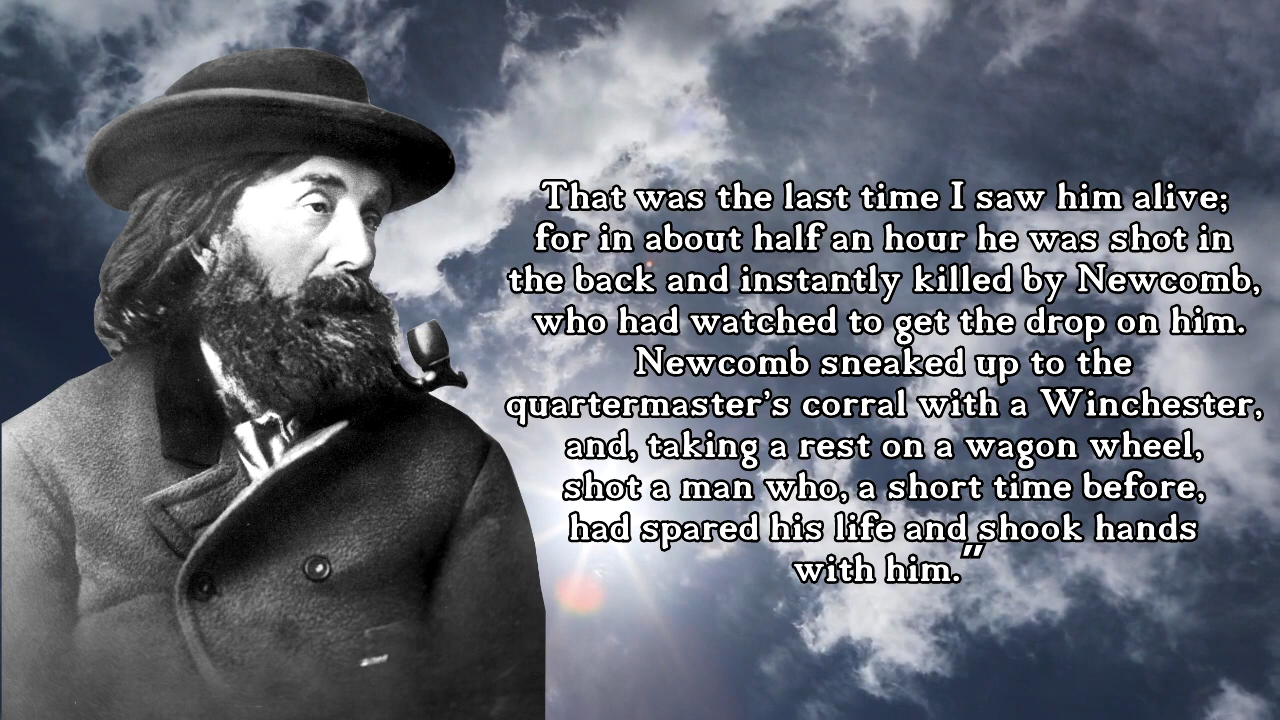 That was the last time I saw him alive;
for in about half an hour he was shot in
the back and instantly killed by Newcomb,
who had watched to get the drop on him.
Newcomb sneaked up to the
quartermaster’s corral with a Winchester,
and, taking a rest on a wagon wheel,
shot a man who, a short time before,
had spared his life and shook hands
with him.”